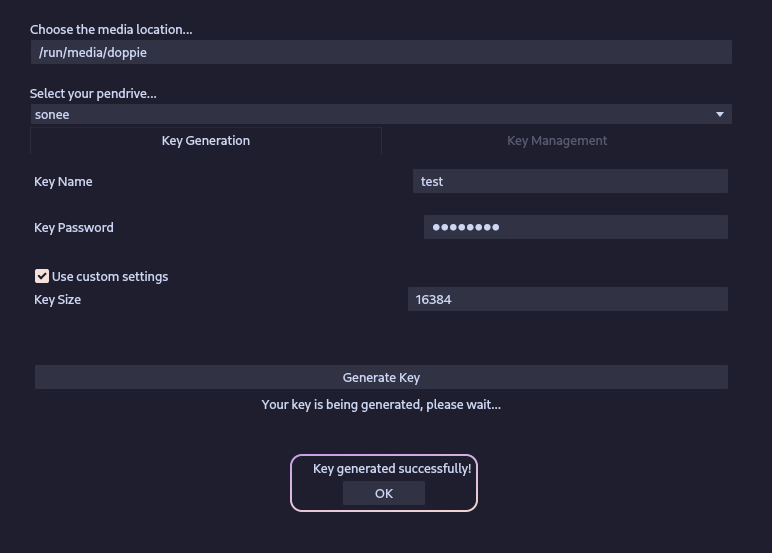 Choose the media location...
/run/media/doppie
Select your pendrive...
sonee
Key Generation
Key Management
Key Name
test
Key Password
●●●●●●●●
Use custom settings
Key Size
16384
Generate Key
Your key is being generated, please wait...
Key generated successfully!
OK